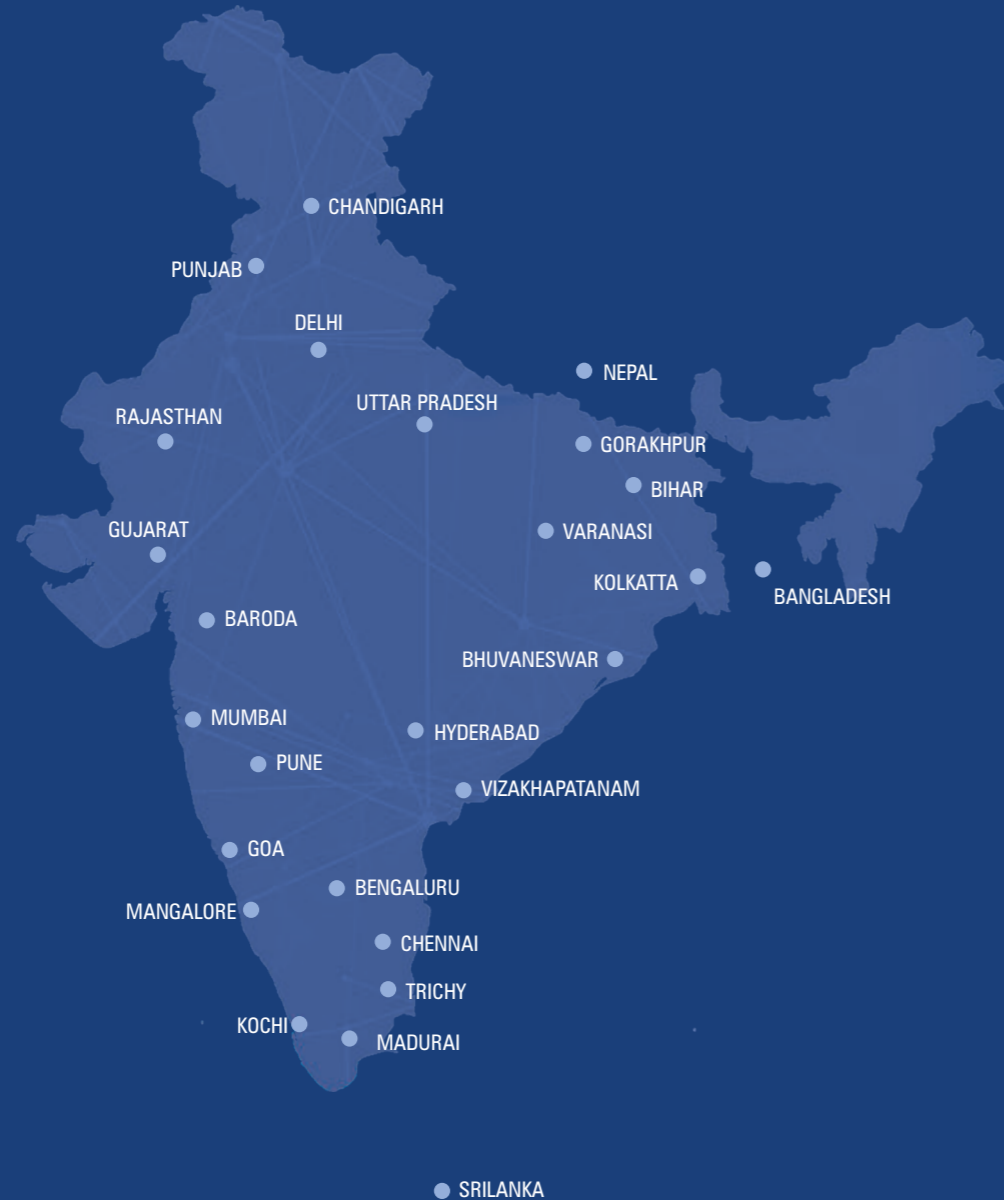 CHANDIGARH
PUNJAB
DELHI
NEPAL
UTTAR PRADESH
RAJASTHAN
GORAKHPUR
BIHAR
GUJARAT
VARANASI
KOLKATTA
BANGLADESH
BARODA
BHUVANESWAR
MUMBAI
HYDERABAD
PUNE
VIZAKHAPATANAM
GOA
BENGALURU
MANGALORE
CHENNAI
TRICHY
KOCHI
MADURAI
SRILANKA